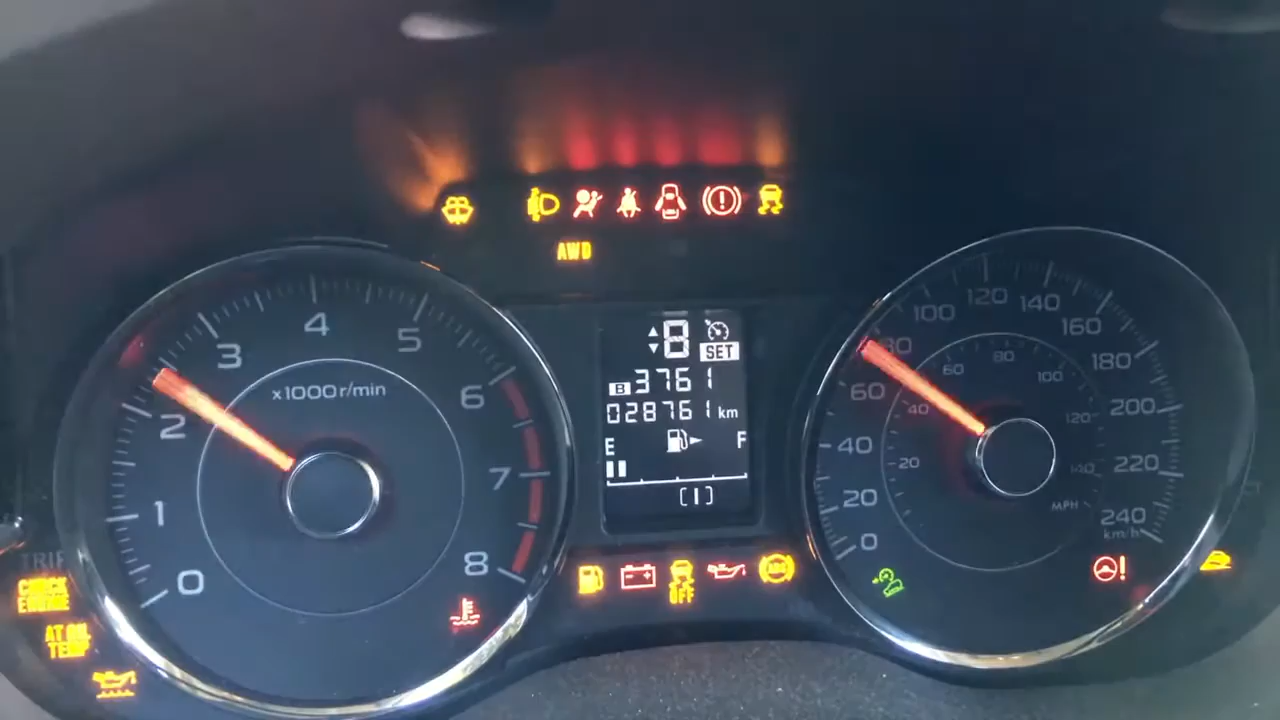 AWD
8
SET
B 3761
028761 km
E F
[1]
x1000r/min
0
1
2
3
4
5
6
7
8
0
20
40
60
80
100
120
140
160
180
200
220
240
km/h
20
40
60
80
100
120
140
MPH
TRIP
CHECK
ENGINE
AT OIL
TEMP
OFF
ABS